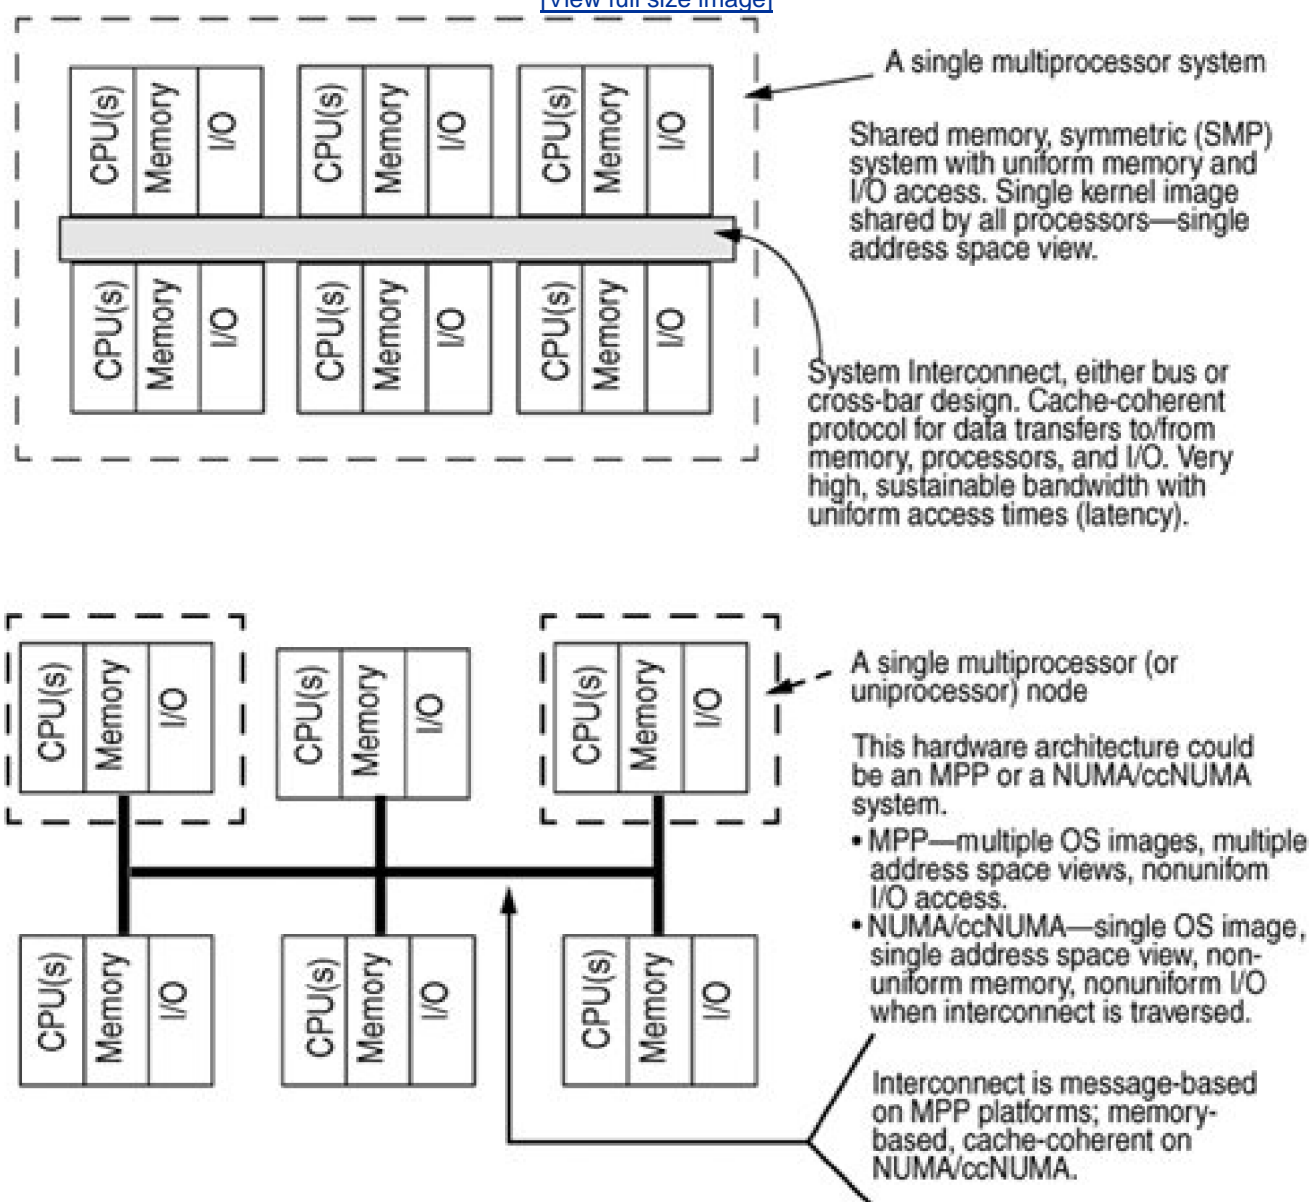 [View full size image]
CPU(s) Memory I/O CPU(s) Memory I/O CPU(s) Memory I/O
CPU(s) Memory I/O CPU(s) Memory I/O CPU(s) Memory I/O
A single multiprocessor system
Shared memory, symmetric (SMP)
system with uniform memory and
I/O access. Single kernel image
shared by all processors—single
address space view.
System Interconnect, either bus or
cross-bar design. Cache-coherent
protocol for data transfers to/from
memory, processors, and I/O. Very
high, sustainable bandwidth with
uniform access times (latency).
CPU(s) Memory I/O CPU(s) Memory I/O CPU(s) Memory I/O
CPU(s) Memory I/O CPU(s) Memory I/O CPU(s) Memory I/O
A single multiprocessor (or
uniprocessor) node
This hardware architecture could
be an MPP or a NUMA/ccNUMA
system.
• MPP—multiple OS images, multiple
address space views, nonunifom
I/O access.
• NUMA/ccNUMA—single OS image,
single address space view, non-
uniform memory, nonuniform I/O
when interconnect is traversed.
Interconnect is message-based
on MPP platforms; memory-
based, cache-coherent on
NUMA/ccNUMA.